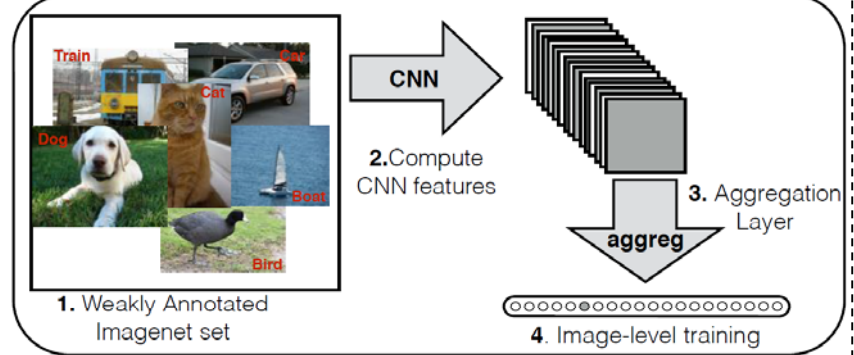 Train
Car
Cat
Dog
Boat
Bird
1. Weakly Annotated
Imagenet set
CNN
2.Compute
CNN features
3. Aggregation
Layer
aggreg
4. Image-level training